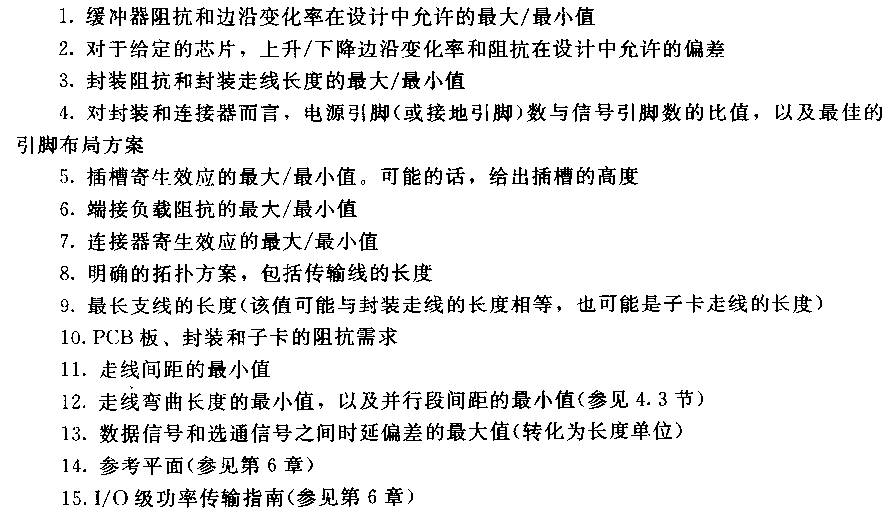 1. 缓冲器阻抗和边沿变化率在设计中允许的最大/最小值
2. 对于给定的芯片，上升/下降边沿变化率和阻抗在设计中允许的偏差
3. 封装阻抗和封装走线长度的最大/最小值
4. 对封装和连接器而言，电源引脚(或接地引脚)数与信号引脚数的比值，以及最佳的
引脚布局方案
5. 插槽寄生效应的最大/最小值。可能的话，给出插槽的高度
6. 端接负载阻抗的最大/最小值
7. 连接器寄生效应的最大/最小值
8. 明确的拓扑方案，包括传输线的长度
9. 最长支线的长度(该值可能与封装走线的长度相等，也可能是子卡走线的长度)
10. PCB 板、封装和子卡的阻抗需求
11. 走线间距的最小值
12. 走线弯曲长度的最小值，以及并行段间距的最小值(参见 4.3 节)
13. 数据信号和选通信号之间时延偏差的最大值(转化为长度单位)
14. 参考平面(参见第 6 章)
15. I/O 级功率传输指南(参见第 6 章)